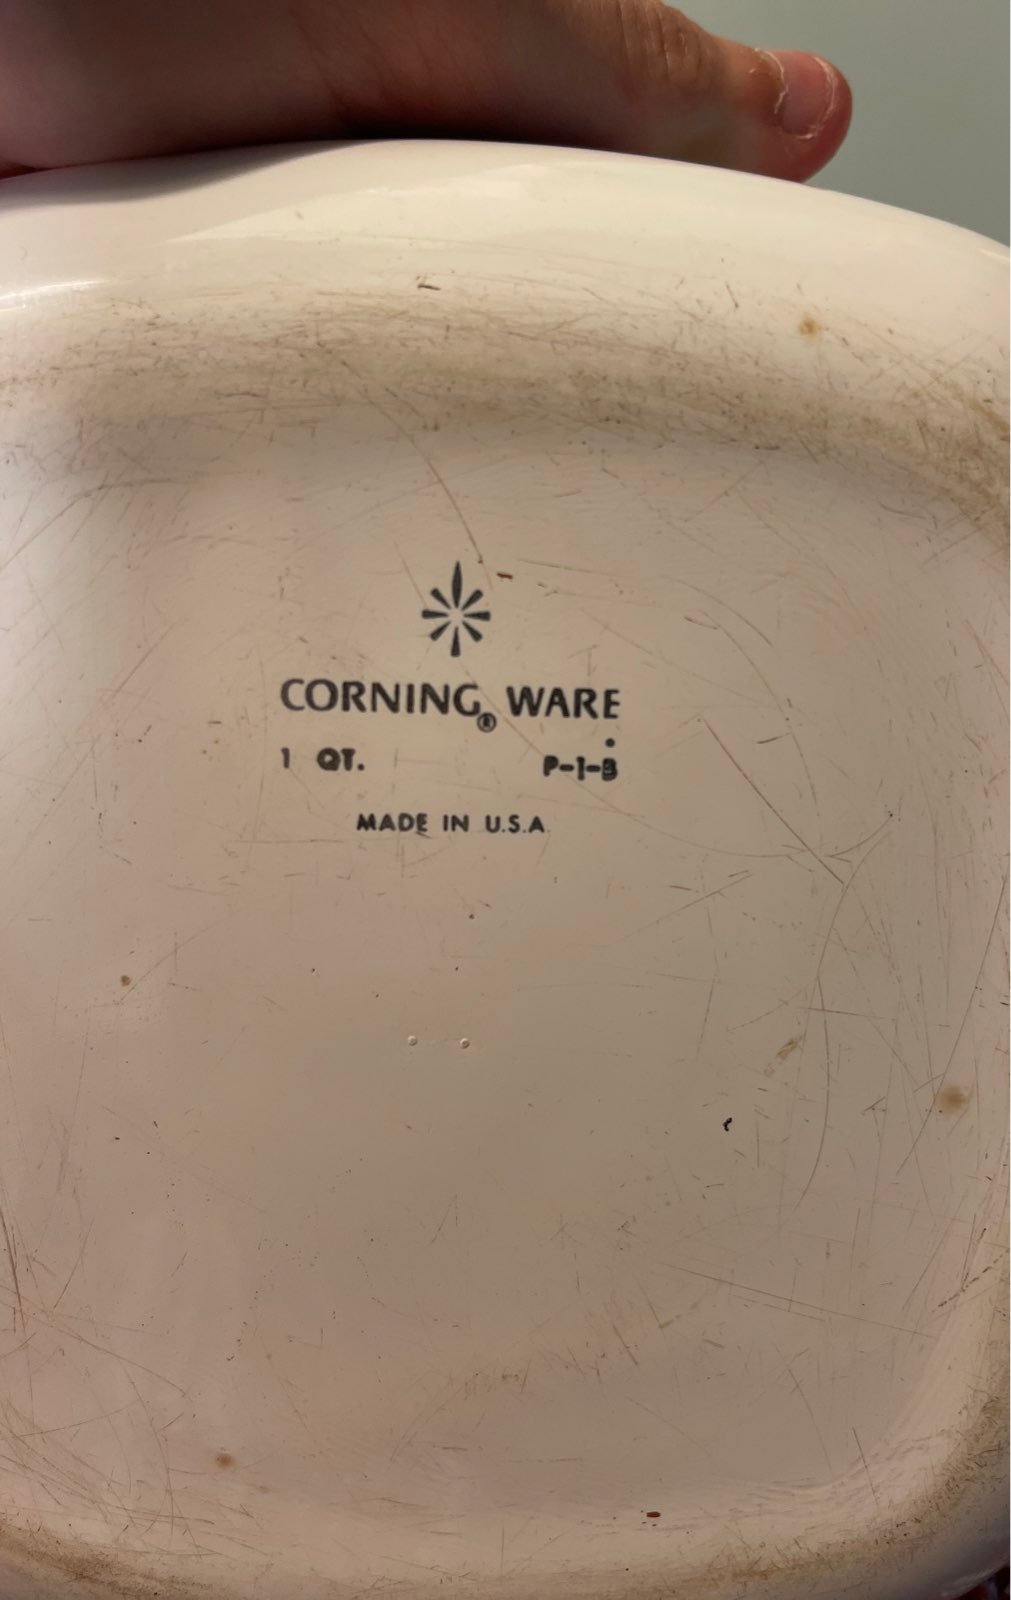 CORNING® WARE
1 QT. P-1-B
MADE IN U.S.A.